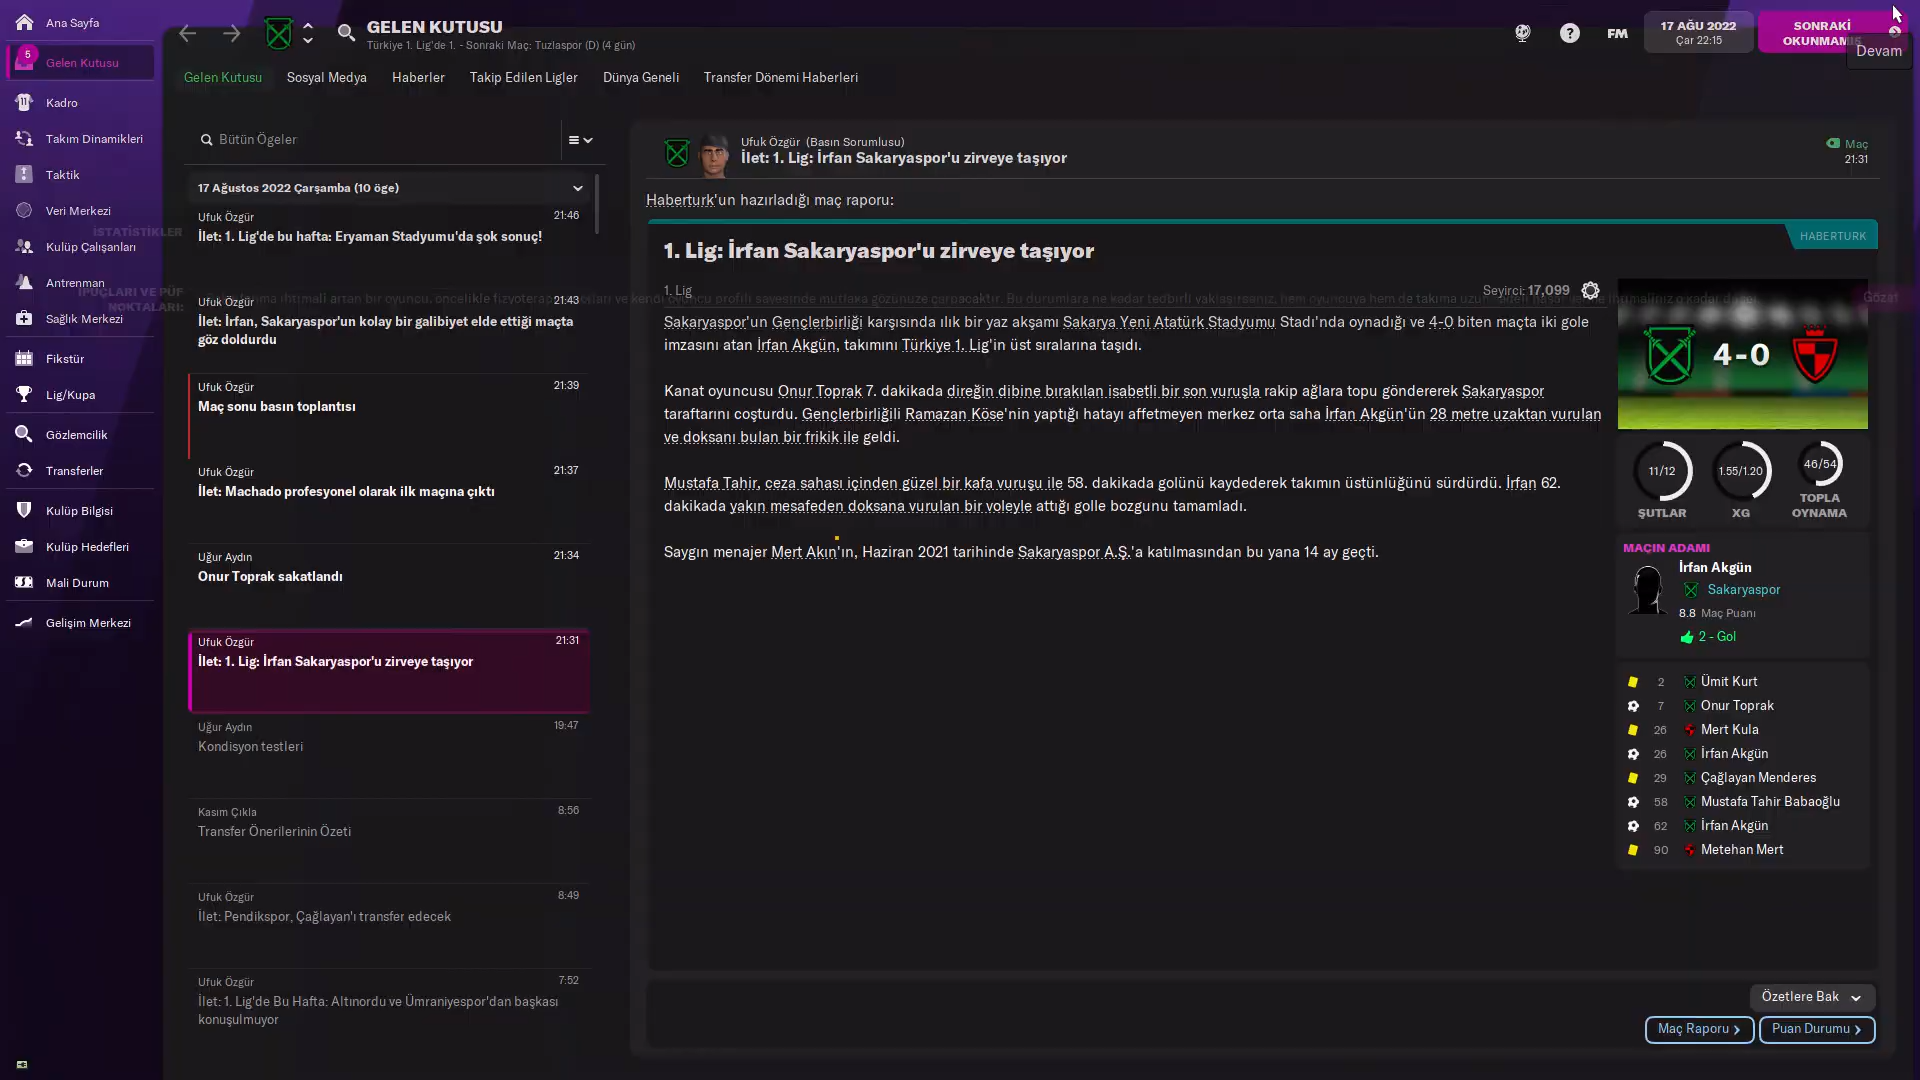 Ana Sayfa
5
Gelen Kutusu
Kadro
Takım Dinamikleri
Taktik
Veri Merkezi
Kulüp Çalışanları
Antrenman
Sağlık Merkezi
Fikstür
Lig/Kupa
Gözlemcilik
Transferler
Kulüp Bilgisi
Kulüp Hedefleri
Mali Durum
Gelişim Merkezi
İSTATİSTİKLER
İPUÇLARI VE PÜF
NOKTALARI:
GELEN KUTUSU
Türkiye 1. Lig'de 1. - Sonraki Maç: Tuzlaspor (D) (4 gün)
?
FM
17 AĞU 2022
Çar 22:15
SONRAKİ
OKUNMAMIŞ
Devam
Gelen Kutusu
Sosyal Medya
Haberler
Takip Edilen Ligler
Dünya Geneli
Transfer Dönemi Haberleri
Bütün Ögeler
17 Ağustos 2022 Çarşamba (10 öge)
Ufuk Özgür 21:46
İlet: 1. Lig'de bu hafta: Eryaman Stadyumu'da şok sonuç!
Ufuk Özgür 21:43
İlet: İrfan, Sakaryaspor'un kolay bir galibiyet elde ettiği maçta
göz doldurdu
Ufuk Özgür 21:39
Maç sonu basın toplantısı
Ufuk Özgür 21:37
İlet: Machado profesyonel olarak ilk maçına çıktı
Uğur Aydın 21:34
Onur Toprak sakatlandı
Ufuk Özgür 21:31
İlet: 1. Lig: İrfan Sakaryaspor'u zirveye taşıyor
Uğur Aydın 19:47
Kondisyon testleri
Kasım Çıkla 8:56
Transfer Önerilerinin Özeti
Ufuk Özgür 8:49
İlet: Pendikspor, Çağlayan'ı transfer edecek
Ufuk Özgür 7:52
İlet: 1. Lig'de Bu Hafta: Altınordu ve Ümraniyespor'dan başkası
konuşulmuyor
Ufuk Özgür (Basın Sorumlusu)
İlet: 1. Lig: İrfan Sakaryaspor'u zirveye taşıyor
Maç
21:31
Haberturk'un hazırladığı maç raporu:
HABERTURK
1. Lig: İrfan Sakaryaspor'u zirveye taşıyor
1. Lig
Seyirci: 17,099
Gözat
Sakaryaspor'un Gençlerbirliği karşısında ılık bir yaz akşamı Sakarya Yeni Atatürk Stadyumu Stadı'nda oynadığı ve 4-0 biten maçta iki gole
imzasını atan İrfan Akgün, takımını Türkiye 1. Lig'in üst sıralarına taşıdı.
Kanat oyuncusu Onur Toprak 7. dakikada direğin dibine bırakılan isabetli bir son vuruşla rakip ağlara topu göndererek Sakaryaspor
taraftarını coşturdu. Gençlerbirliğili Ramazan Köse'nin yaptığı hatayı affetmeyen merkez orta saha İrfan Akgün'ün 28 metre uzaktan vurulan
ve doksanı bulan bir frikik ile geldi.
Mustafa Tahir, ceza sahası içinden güzel bir kafa vuruşu ile 58. dakikada golünü kaydederek takımın üstünlüğünü sürdürdü. İrfan 62.
dakikada yakın mesafeden doksana vurulan bir voleyle attığı golle bozgunu tamamladı.
Saygın menajer Mert Akın'ın, Haziran 2021 tarihinde Sakaryaspor A.Ş.'a katılmasından bu yana 14 ay geçti.
4-0
11/12
1.55/1.20
46/54
ŞUTLAR
XG
TOPLA
OYNAMA
MAÇIN ADAMI
İrfan Akgün
Sakaryaspor
8.8 Maç Puanı
2 - Gol
2 Ümit Kurt
7 Onur Toprak
26 Mert Kula
26 İrfan Akgün
29 Çağlayan Menderes
58 Mustafa Tahir Babaoğlu
62 İrfan Akgün
90 Metehan Mert
Özetlere Bak
Maç Raporu
Puan Durumu